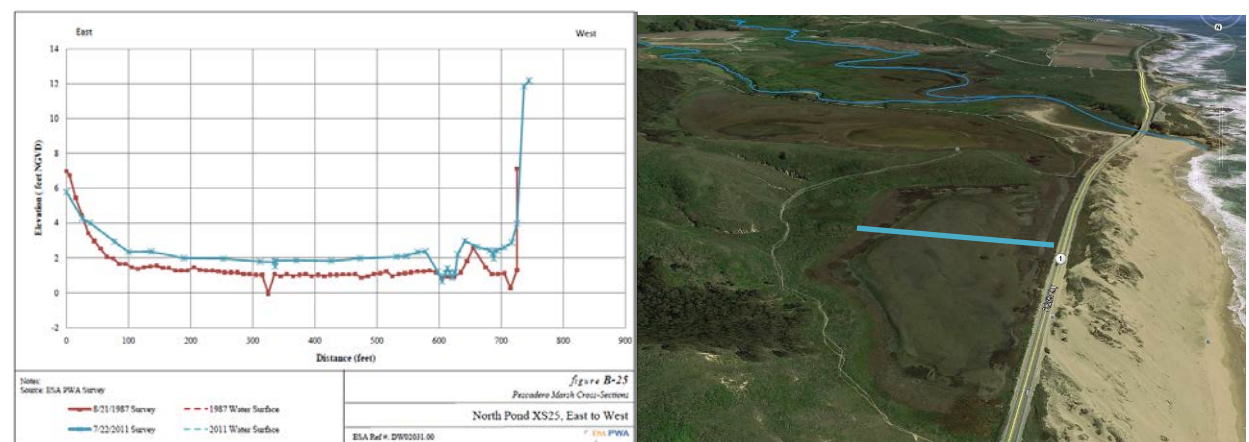 East
West
14
12
10
8
6
4
2
0
-2
Elevation ( feet NGVD)
0 100 200 300 400 500 600 700 800 900
Distance (feet)
Notes:
Source: ESA PWA Survey
8/21/1987 Survey
1987 Water Surface
7/22/2011 Survey
2011 Water Surface
figure B-25
Pescadero Marsh Cross-Sections
North Pond XS25, East to West
ESA Ref #: DW02031.00
ESA PWA
N
1